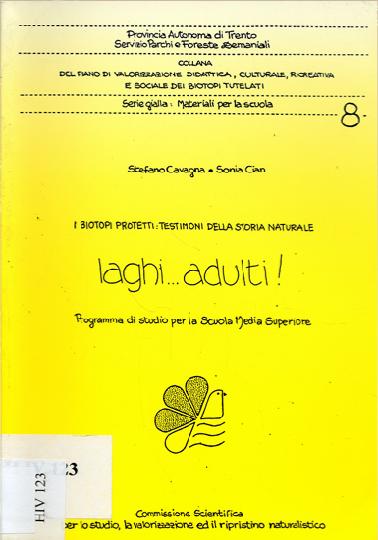 Provincia Autonoma di Trento
Servizio Parchi e Foreste Demaniali
COLLANA
DEL PIANO DI VALORIZZAZIONE DIDATTICA, CULTURALE, RICREATIVA
E SOCIALE DEI BIOTOPI TUTELATI
Serie gialla: Materiali per la scuola
8.
Stefano Cavagna e Sonia Cian
I BIOTOPI PROTETTI: TESTIMONI DELLA STORIA NATURALE
laghi... adulti!
Programma di studio per la Scuola Media Superiore
123
HIV 123
Commissione Scientifica
per lo studio, la valorizzazione ed il ripristino naturalistico